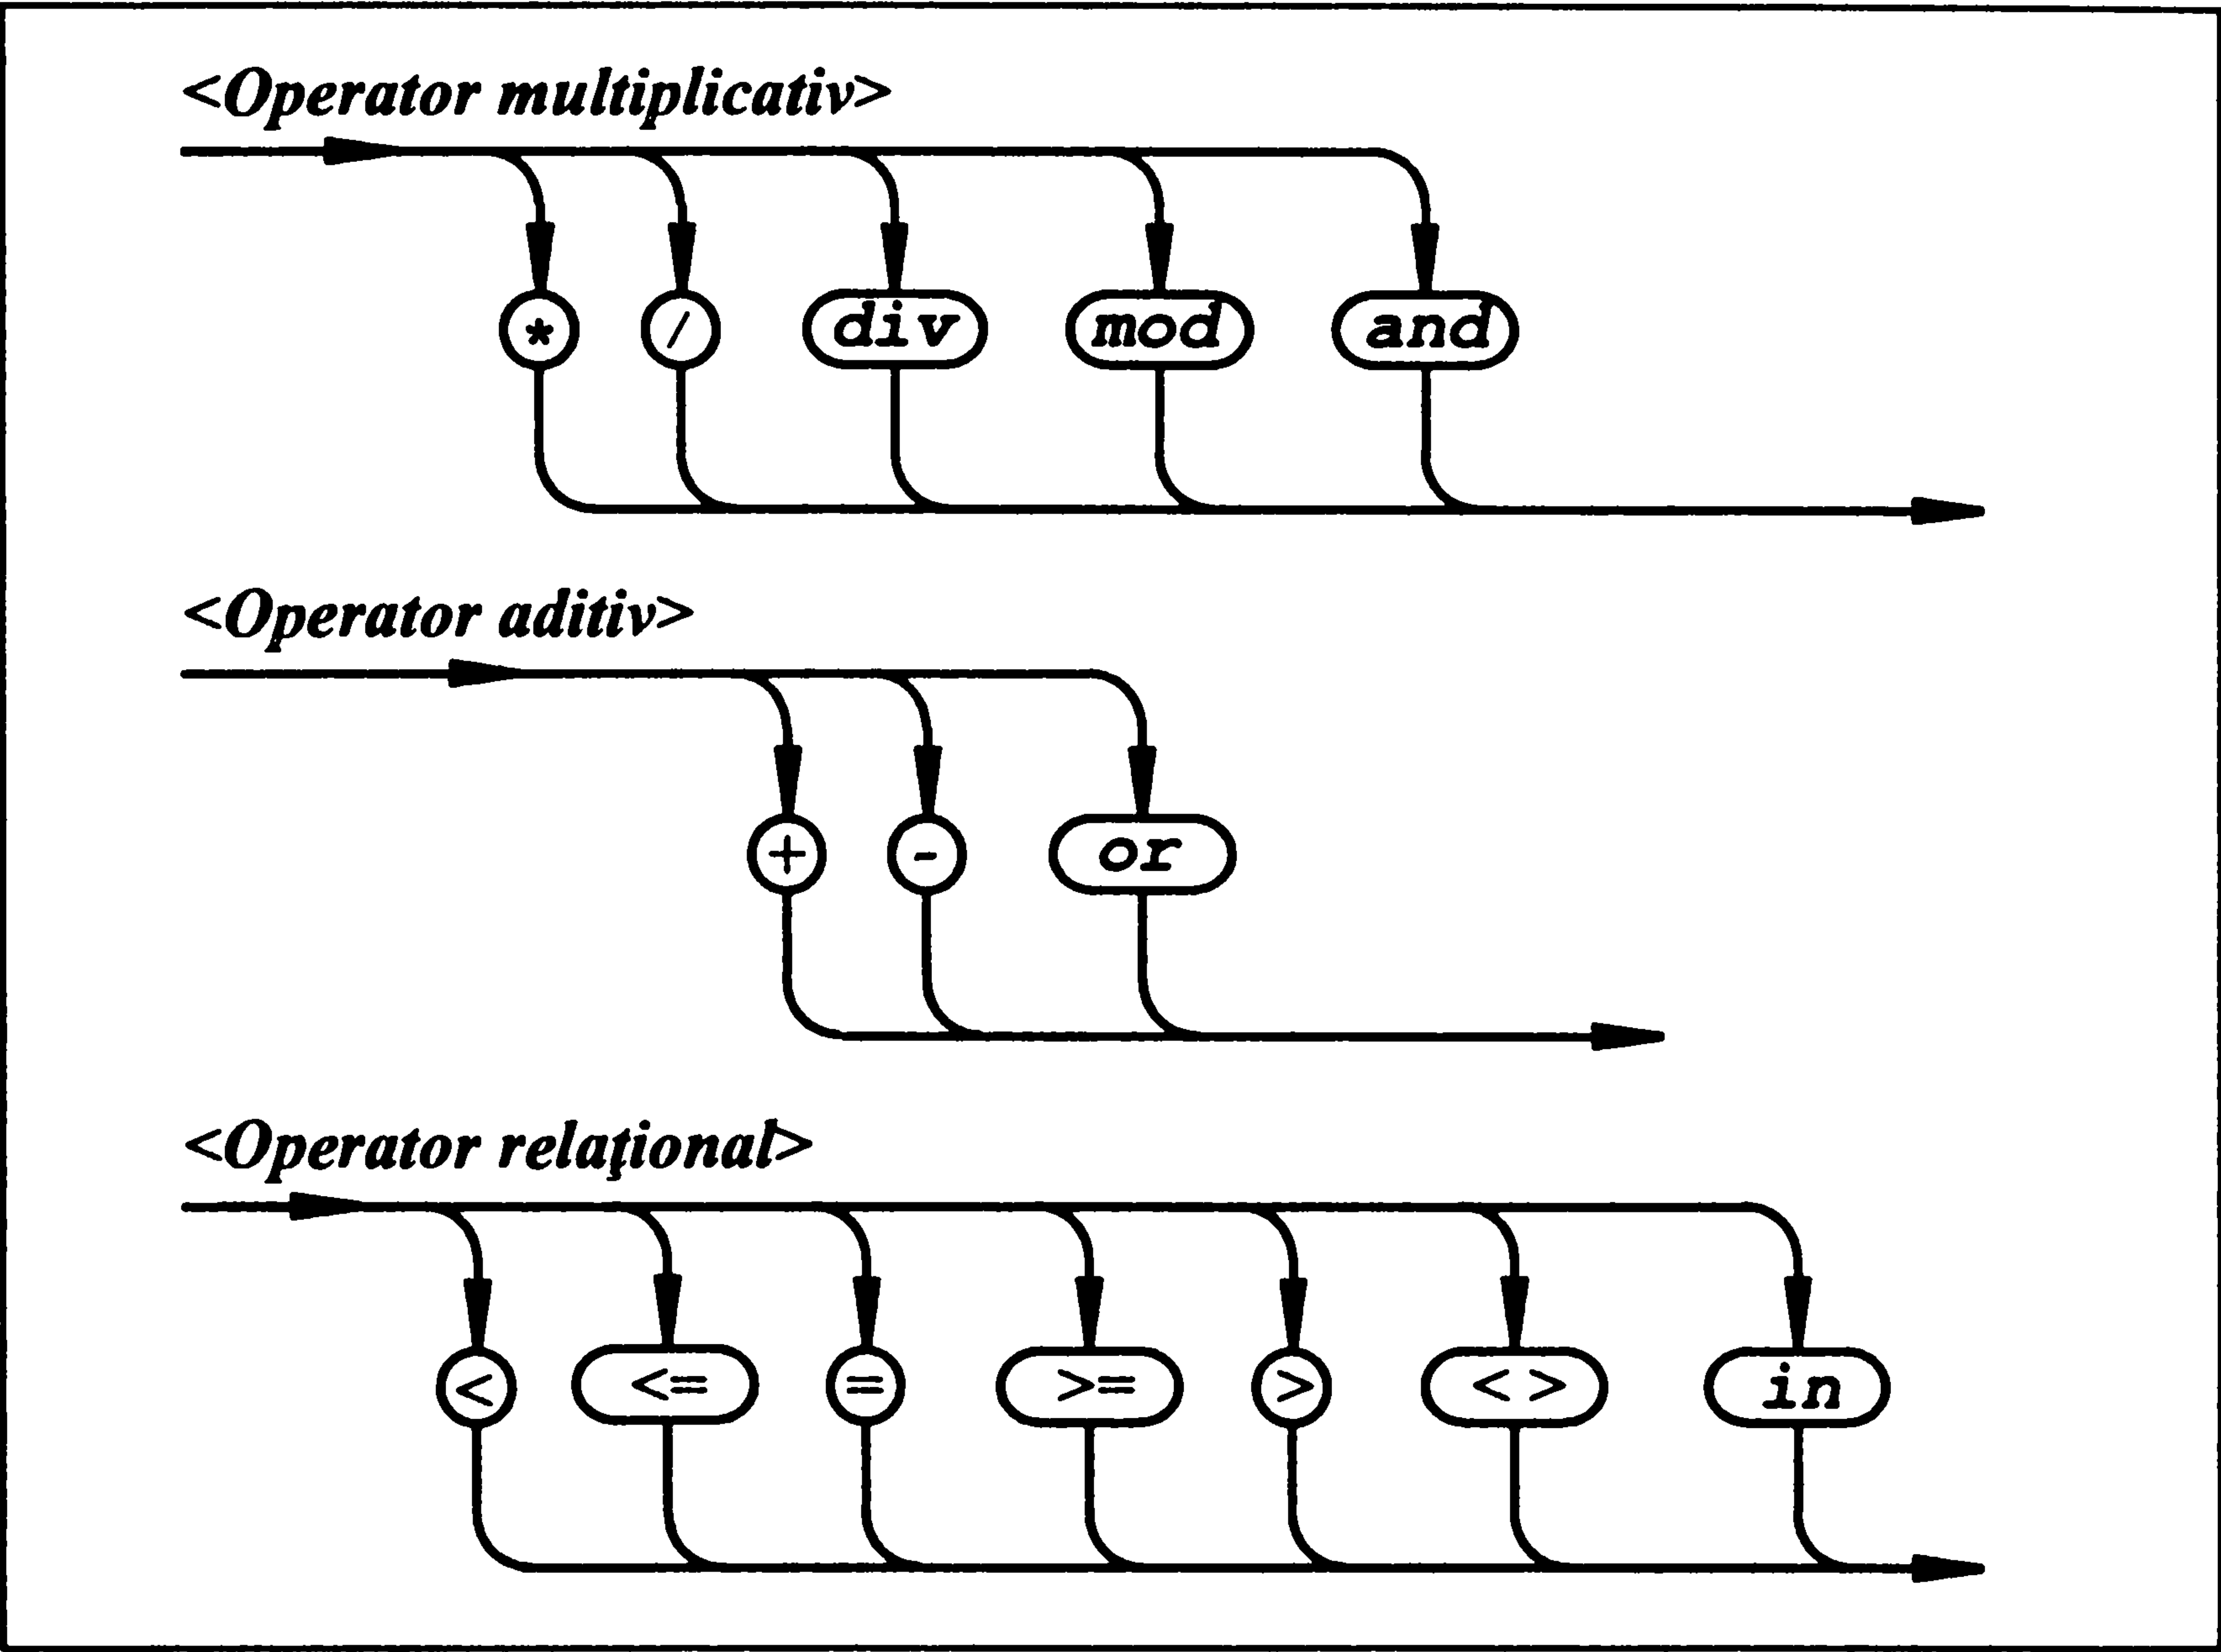 <Operator multiplicativ>
* / div mod and
<Operator aditiv>
+ - or
<Operator relaţional>
< <= = >= > <> in